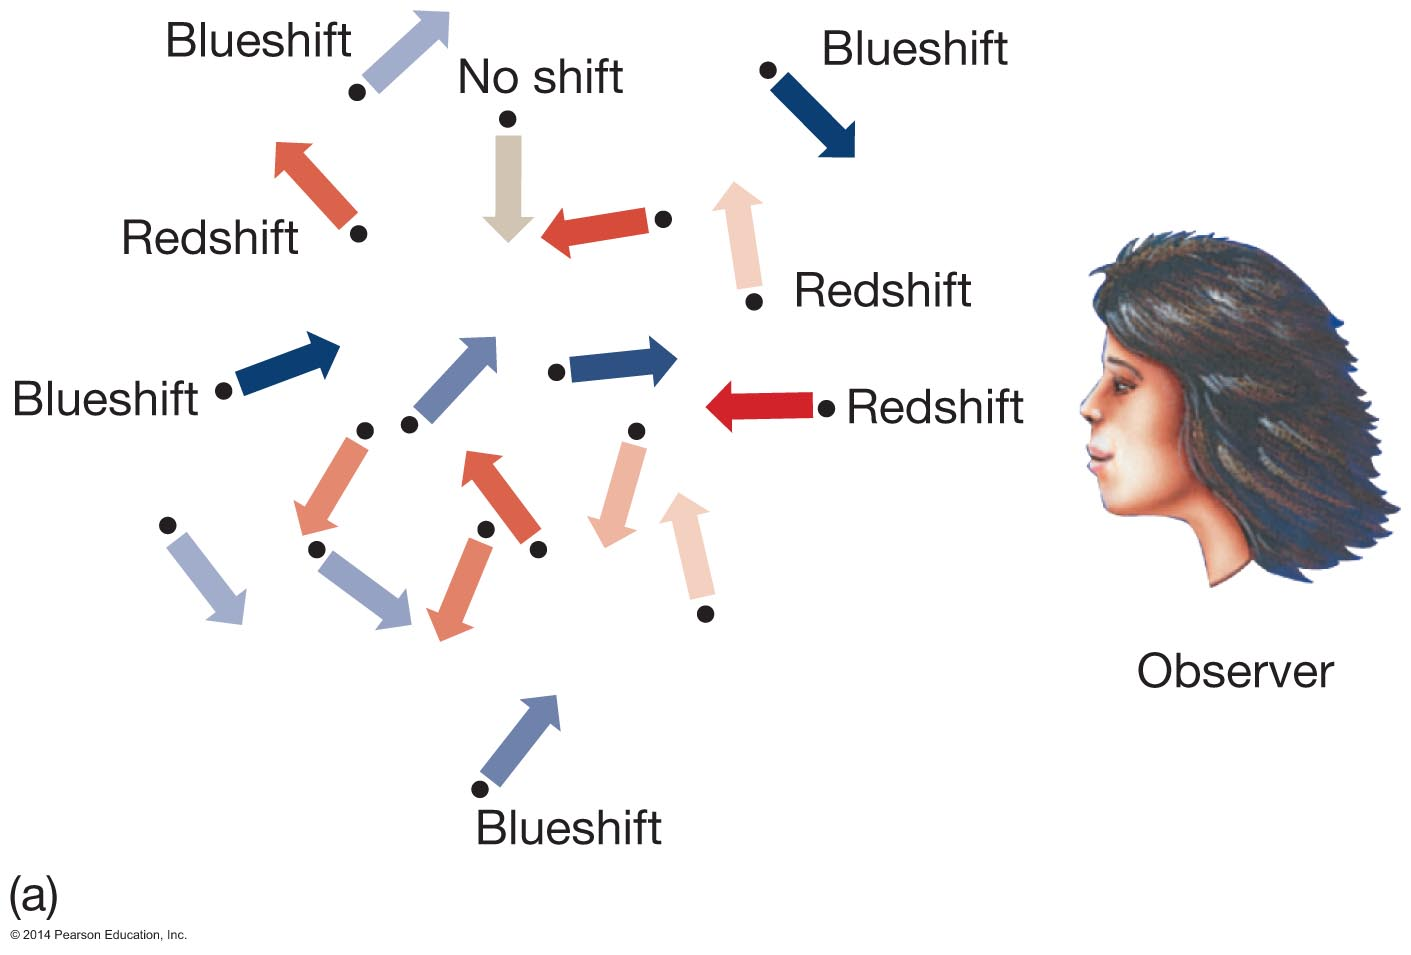 Blueshift
No shift
Blueshift
Redshift
Redshift
Blueshift
Redshift
Observer
Blueshift
(a)
© 2014 Pearson Education, Inc.